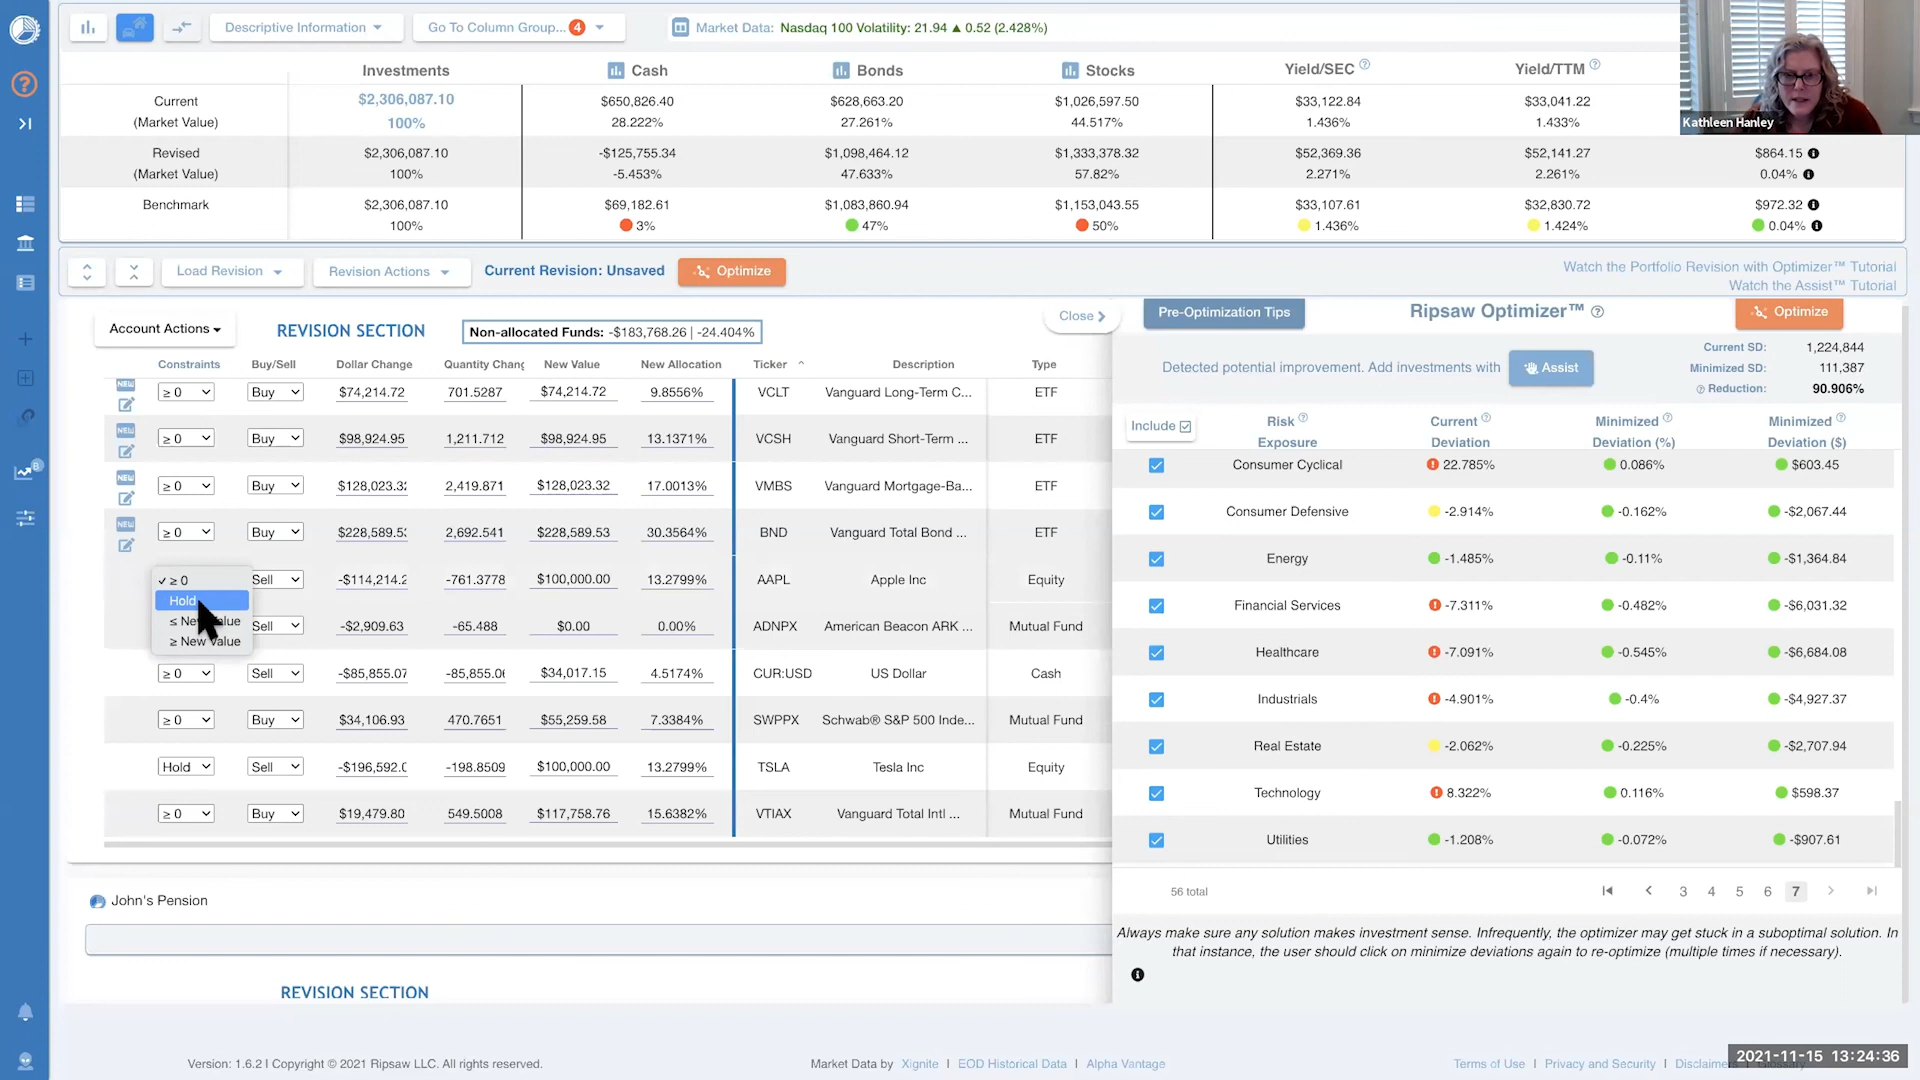 Descriptive Information
Go To Column Group... 4
Market Data: Nasdaq 100 Volatility: 21.94 ▲ 0.52 (2.428%)
Investments Cash Bonds Stocks Yield/SEC Yield/TTM
Current $2,306,087.10 $650,826.40 $628,663.20 $1,026,597.50 $33,122.84 $33,041.22
(Market Value) 100% 28.222% 27.261% 44.517% 1.436% 1.433%
Kathleen Hanley
Revised $2,306,087.10 -$125,755.34 $1,098,464.12 $1,333,378.32 $52,369.36 $52,141.27 $864.15
(Market Value) 100% -5.453% 47.633% 57.82% 2.271% 2.261% 0.04%
Benchmark $2,306,087.10 $69,182.61 $1,083,860.94 $1,153,043.55 $33,107.61 $32,830.72 $972.32
100% 3% 47% 50% 1.436% 1.424% 0.04%
Load Revision Revision Actions Current Revision: Unsaved Optimize
Watch the Portfolio Revision with Optimizer™ Tutorial
Watch the Assist™ Tutorial
Account Actions REVISION SECTION Non-allocated Funds: -$183,768.26 | -24.404% Close
Constraints Buy/Sell Dollar Change Quantity Chang New Value New Allocation Ticker Description Type
NEW ≥ 0 Buy $74,214.72 701.5287 $74,214.72 9.8556% VCLT Vanguard Long-Term C... ETF
NEW ≥ 0 Buy $98,924.95 1,211.712 $98,924.95 13.1371% VCSH Vanguard Short-Term ... ETF
NEW ≥ 0 Buy $128,023.3 2,419.871 $128,023.32 17.0013% VMBS Vanguard Mortgage-Ba... ETF
NEW ≥ 0 Buy $228,589.5 2,692.541 $228,589.53 30.3564% BND Vanguard Total Bond ... ETF
✓ ≥ 0 Sell -$114,214.2 -761.3778 $100,000.00 13.2799% AAPL Apple Inc Equity
Hold
≤ New Value Sell -$2,909.63 -65.488 $0.00 0.00% ADNPX American Beacon ARK ... Mutual Fund
≥ New Value
≥ 0 Sell -$85,855.07 -85,855.0 $34,017.15 4.5174% CUR:USD US Dollar Cash
≥ 0 Buy $34,106.93 470.7651 $55,259.58 7.3384% SWPPX Schwab® S&P 500 Inde... Mutual Fund
Hold Sell -$196,592. -198.8509 $100,000.00 13.2799% TSLA Tesla Inc Equity
≥ 0 Buy $19,479.80 549.5008 $117,758.76 15.6382% VTIAX Vanguard Total Intl ... Mutual Fund
John's Pension
REVISION SECTION
Pre-Optimization Tips Ripsaw Optimizer™ Optimize
Current SD: 1,224,844
Detected potential improvement. Add investments with Assist
Minimized SD: 111,387
Reduction: 90.906%
Include Risk Exposure Current Deviation Minimized Deviation (%) Minimized Deviation ($)
Consumer Cyclical 22.785% 0.086% $603.45
Consumer Defensive -2.914% -0.162% -$2,067.44
Energy -1.485% -0.11% -$1,364.84
Financial Services -7.311% -0.482% -$6,031.32
Healthcare -7.091% -0.545% -$6,684.08
Industrials -4.901% -0.4% -$4,927.37
Real Estate -2.062% -0.225% -$2,707.94
Technology 8.322% 0.116% $598.37
Utilities -1.208% -0.072% -$907.61
56 total 3 4 5 6 7
Always make sure any solution makes investment sense. Infrequently, the optimizer may get stuck in a suboptimal solution. In
that instance, the user should click on minimize deviations again to re-optimize (multiple times if necessary).
Version: 1.6.2 | Copyright © 2021 Ripsaw LLC. All rights reserved.
Market Data by Xignite | EOD Historical Data | Alpha Vantage
Terms of Use | Privacy and Security | Disclaimer
2021-11-15 13:24:36